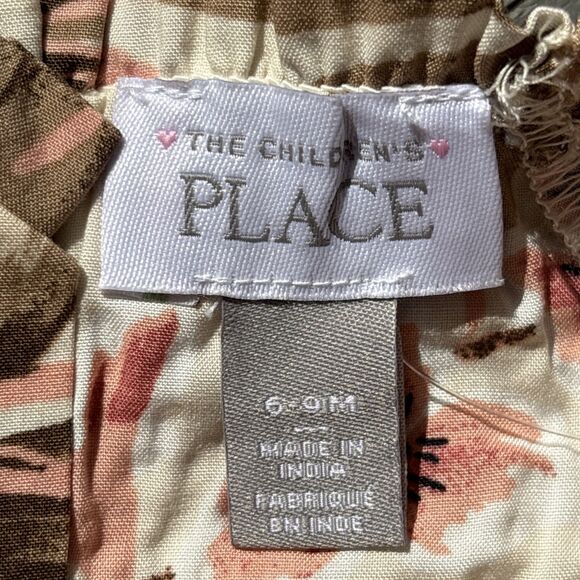 THE CHILDREN'S
PLACE
6-9M
MADE IN
INDIA
FABRIQUÉ
EN INDE